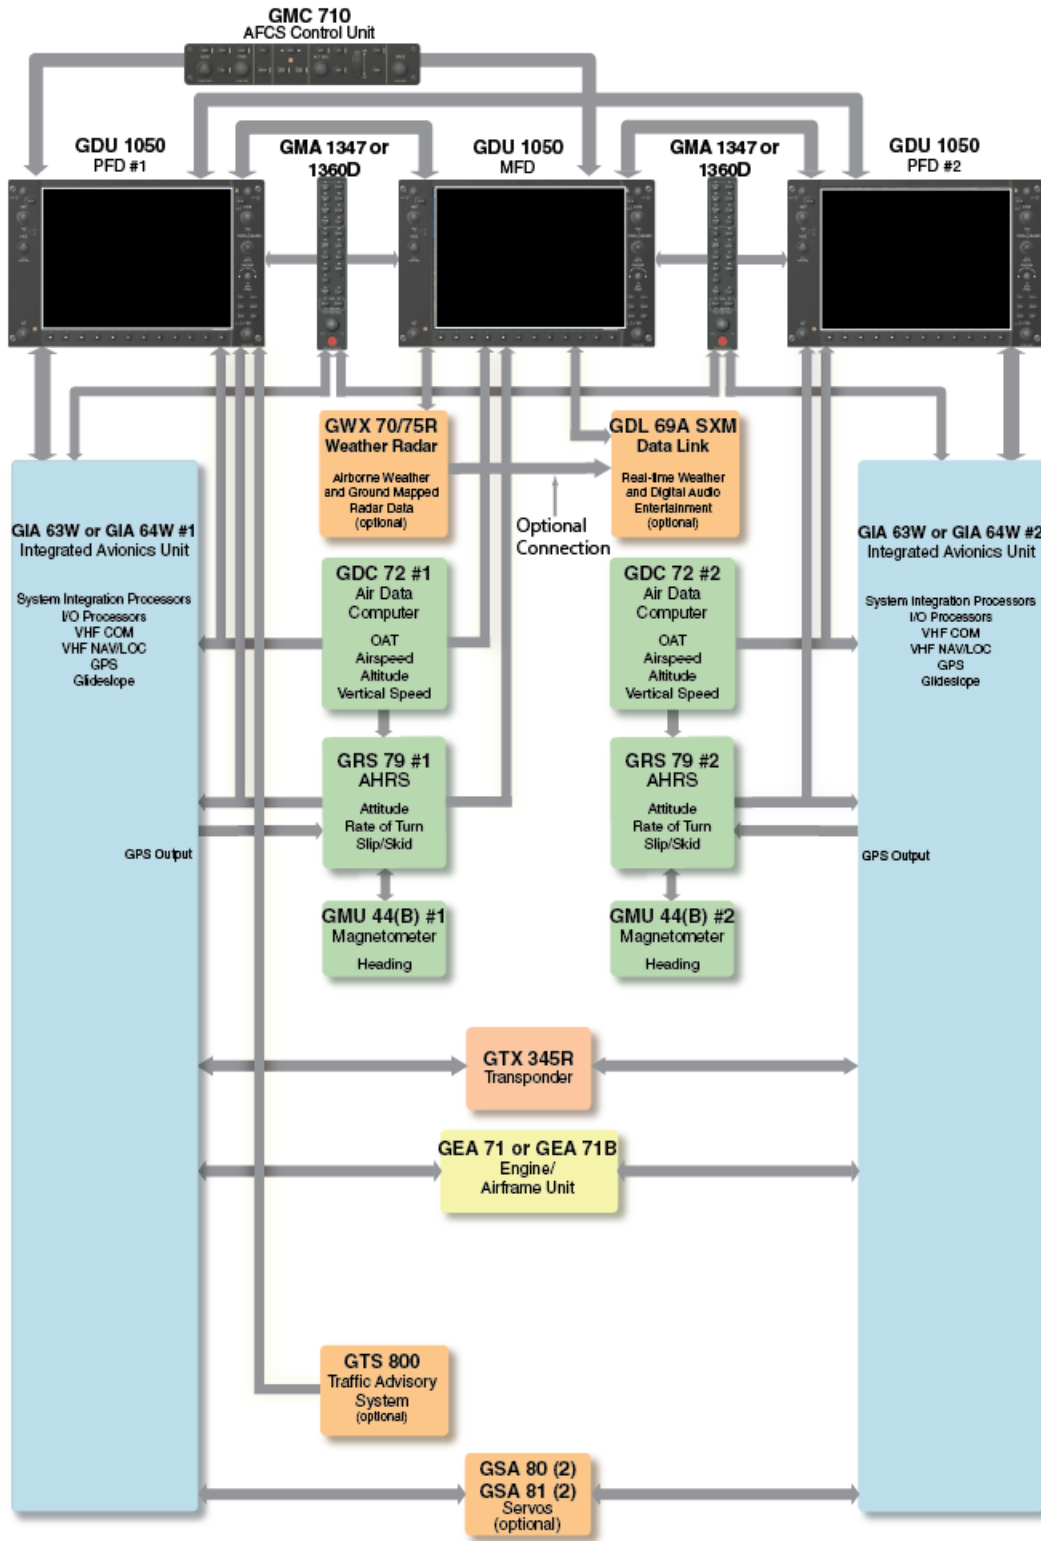 GMC 710
AFCS Control Unit
GDU 1050
PFD #1
GMA 1347 or
1360D
GDU 1050
MFD
GMA 1347 or
1360D
GDU 1050
PFD #2
GWX 70/75R
Weather Radar
Airborne Weather
and Ground Mapped
Radar Data
(optional)
GDL 69A SXM
Data Link
Real-time Weather
and Digital Audio
Entertainment
(optional)
Optional
Connection
GIA 63W or GIA 64W #1
Integrated Avionics Unit
System Integration Processors
I/O Processors
VHF COM
VHF NAV/LOC
GPS
Glideslope
GIA 63W or GIA 64W #2
Integrated Avionics Unit
System Integration Processors
I/O Processors
VHF COM
VHF NAV/LOC
GPS
Glideslope
GDC 72 #1
Air Data
Computer
OAT
Airspeed
Altitude
Vertical Speed
GDC 72 #2
Air Data
Computer
OAT
Airspeed
Altitude
Vertical Speed
GRS 79 #1
AHRS
Attitude
Rate of Turn
Slip/Skid
GRS 79 #2
AHRS
Attitude
Rate of Turn
Slip/Skid
GPS Output
GPS Output
GMU 44(B) #1
Magnetometer
Heading
GMU 44(B) #2
Magnetometer
Heading
GTX 345R
Transponder
GEA 71 or GEA 71B
Engine/
Airframe Unit
GTS 800
Traffic Advisory
System
(optional)
GSA 80 (2)
GSA 81 (2)
Servos
(optional)